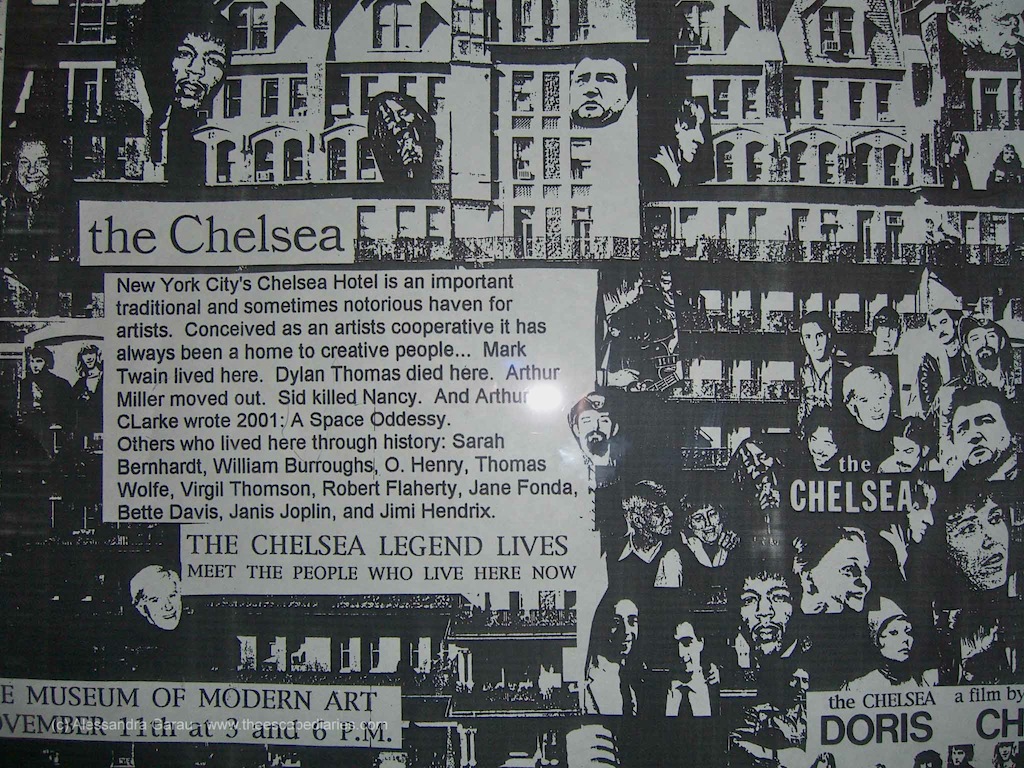 the Chelsea
New York City's Chelsea Hotel is an important
traditional and sometimes notorious haven for
artists. Conceived as an artists cooperative it has
always been a home to creative people... Mark
Twain lived here. Dylan Thomas died here. Arthur
Miller moved out. Sid killed Nancy. And Arthur
CLarke wrote 2001: A Space Oddessy.
Others who lived here through history: Sarah
Bernhardt, William Burroughs, O. Henry, Thomas
Wolfe, Virgil Thomson, Robert Flaherty, Jane Fonda,
Bette Davis, Janis Joplin, and Jimi Hendrix.
THE CHELSEA LEGEND LIVES
MEET THE PEOPLE WHO LIVE HERE NOW
the
CHELSEA
E MUSEUM OF MODERN ART
OVEMBER 11th at 3 and 6 P.M.
(c)Alessandra Garau - www.theescapediaries.com
the CHELSEA a film by
DORIS CH